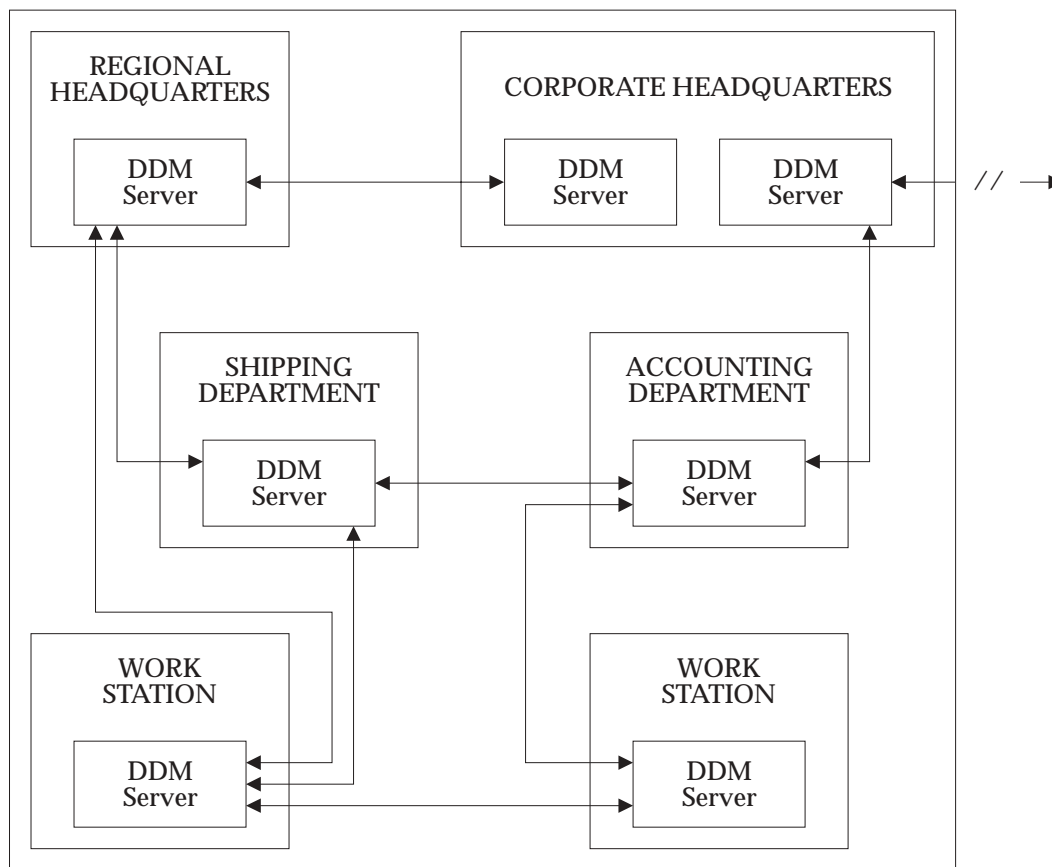 REGIONAL
HEADQUARTERS
DDM
Server
CORPORATE HEADQUARTERS
DDM
Server
DDM
Server
//
SHIPPING
DEPARTMENT
DDM
Server
ACCOUNTING
DEPARTMENT
DDM
Server
WORK
STATION
DDM
Server
WORK
STATION
DDM
Server